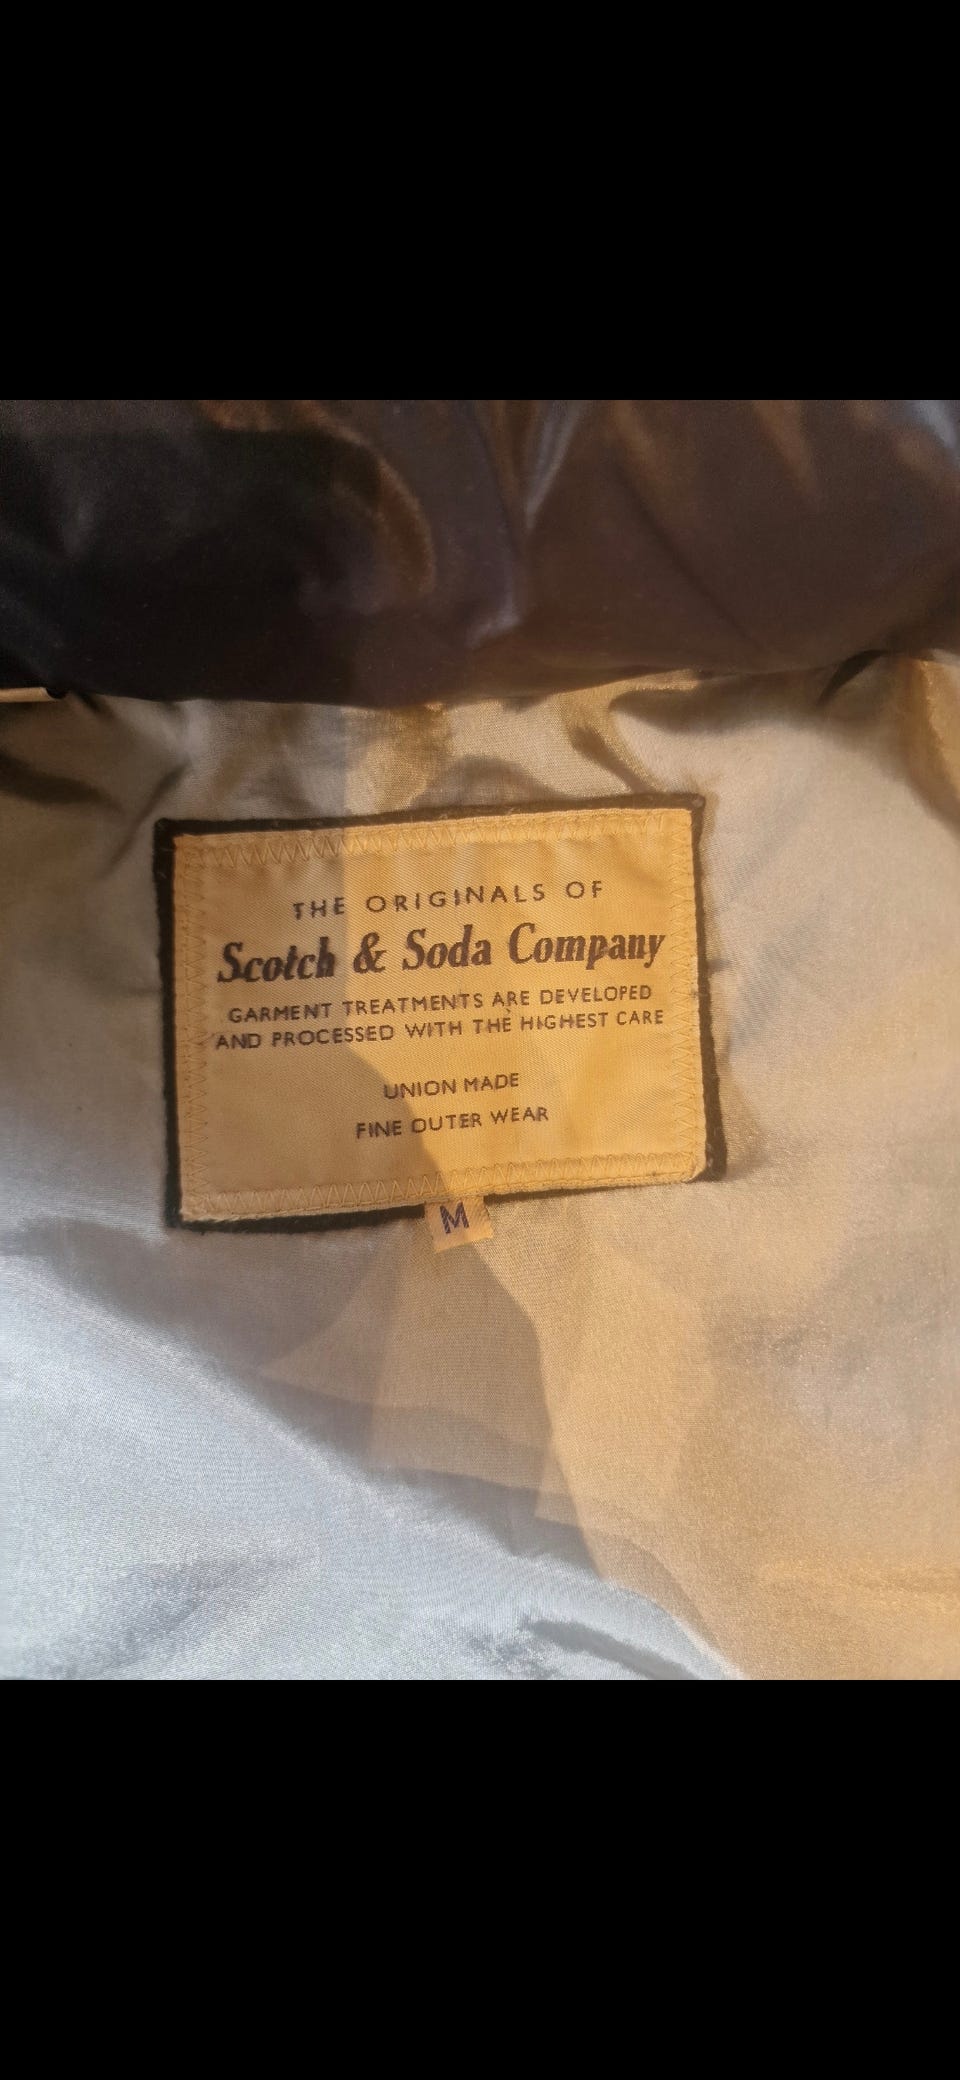 THE ORIGINALS OF
Scotch & Soda Company
GARMENT TREATMENTS ARE DEVELOPED
AND PROCESSED WITH THE HIGHEST CARE
UNION MADE
FINE OUTER WEAR
M